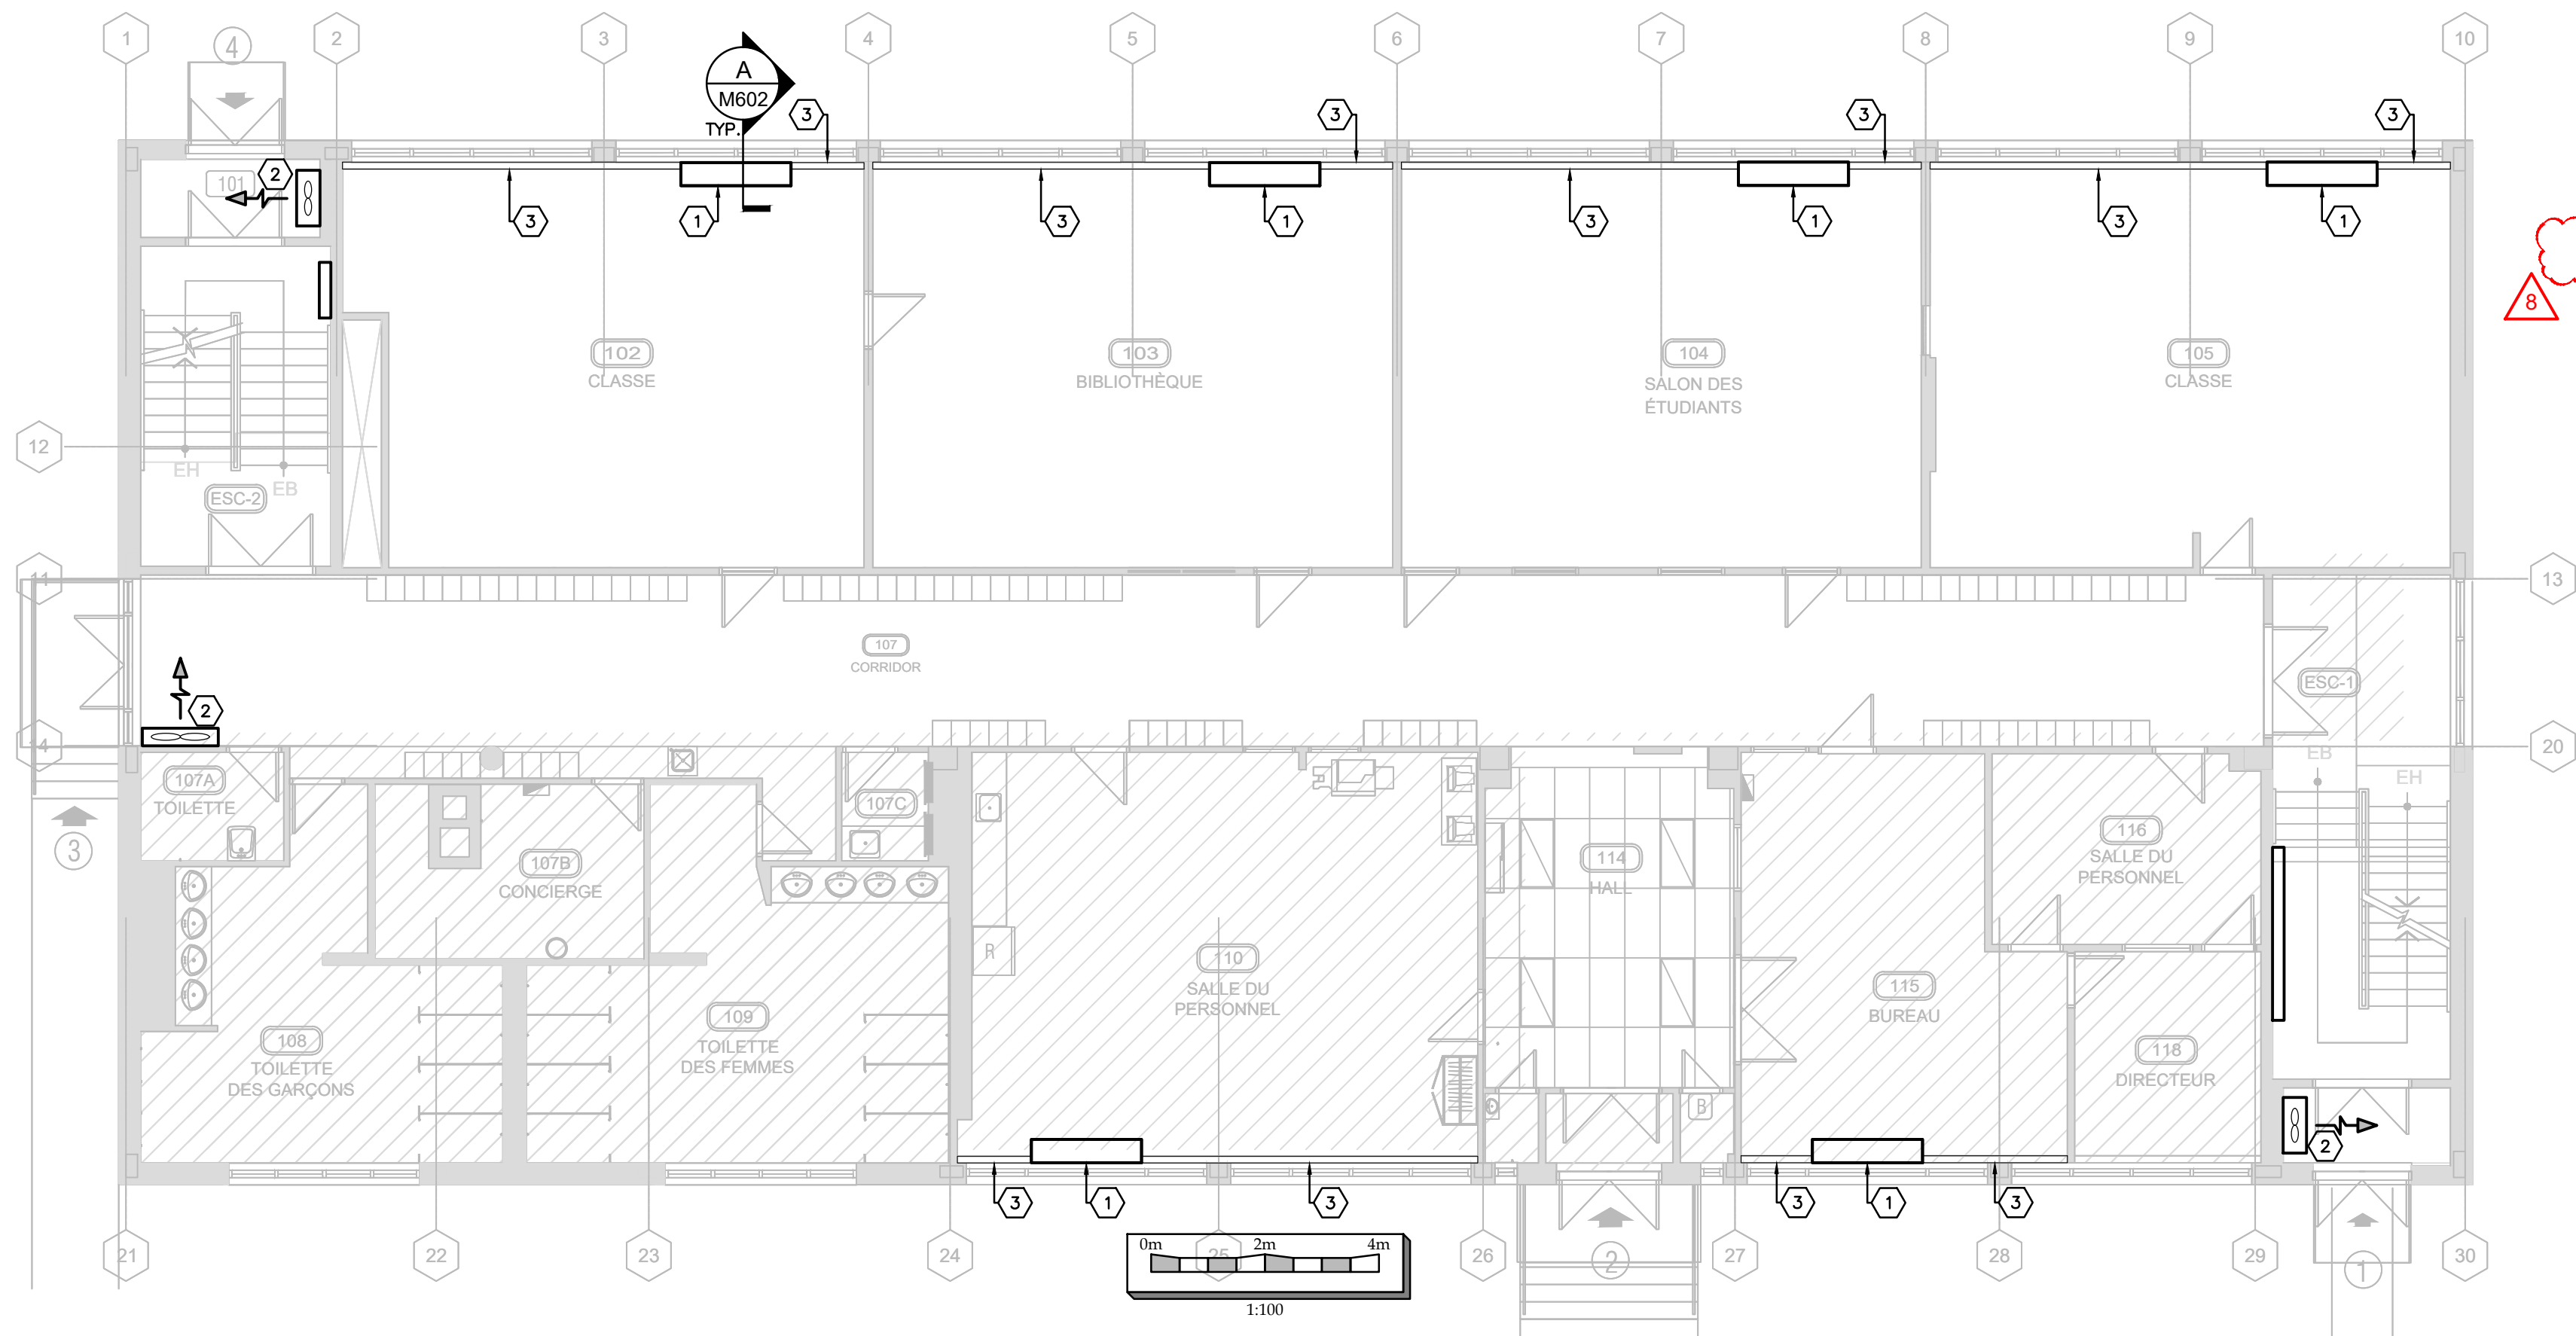 1 2 3 4 5 6 7 8 9 10
4
A
M602
TYP.
3 3 3 3
101 2
3 1 3 1 3 1 3 1
8
102
CLASSE
103
BIBLIOTHÈQUE
104
SALON DES
ÉTUDIANTS
105
CLASSE
12
EH
EB
ESC-2
11
13
107
CORRIDOR
ESC-1
2
14
20
EB
EH
107A
TOILETTE
107C
3
107B
CONCIERGE
114
HALL
116
SALLE DU
PERSONNEL
R
110
SALLE DU
PERSONNEL
115
BUREAU
109
TOILETTE
DES FEMMES
108
TOILETTE
DES GARÇONS
118
DIRECTEUR
B
2
3 1 3 3 1 3
21 22 23 24 25 26 2 27 28 29 1 30
0m 2m 4m
1:100